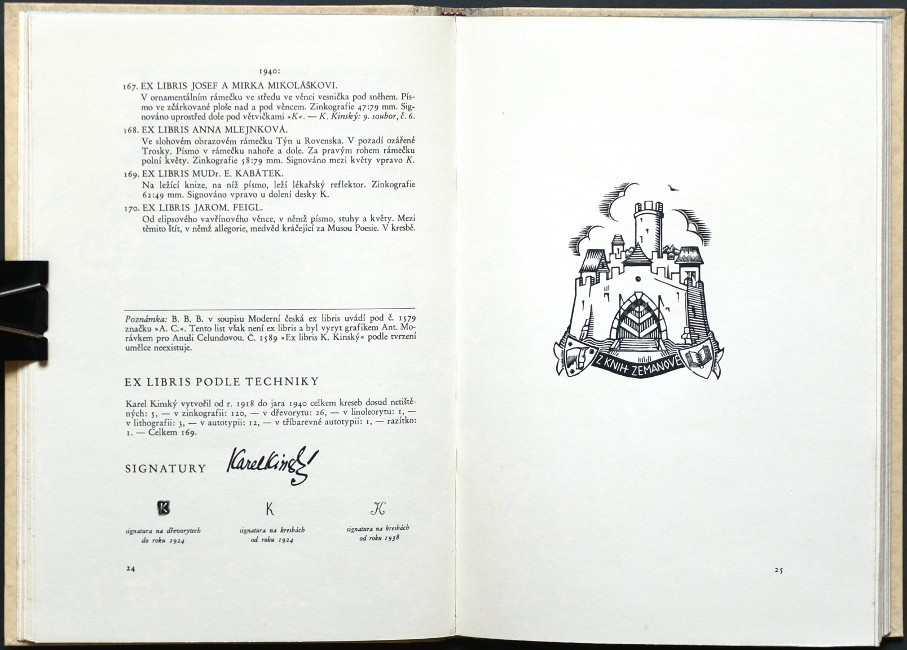 1940:
167. EX LIBRIS JOSEF A MIRKA MIKOLÁŠKOVI.
V ornamentálním rámečku ve středu ve věnci vesnička pod sněhem. Pís-
mo ve zčárkované ploše nad a pod věncem. Zinkografie 47:79 mm. Sig-
nováno uprostřed dole pod větvičkami »K«. — K. Kinský: 9. soubor, č. 6.
168. EX LIBRIS ANNA MLEJNKOVÁ.
Ve slohovém obrazovém rámečku Týn u Rovenska. V pozadí ozářené
Trosky. Písmo v rámečku nahoře a dole. Za pravým rohem rámečku
polní květy. Zinkografie 58:79 mm. Signováno mezi květy vpravo K.
169. EX LIBRIS MUDr. E. KABÁTEK.
Na ležící knize, na níž písmo, leží lékařský reflektor. Zinkografie
62:49 mm. Signováno vpravo u dolení desky K.
170. EX LIBRIS JAROM. FEIGL.
Od elipsového vavřínového věnce, v němž písmo, stuhy a květy. Mezi
těmito štít, v němž allegorie, medvěd kráčející za Musou Poesie. V kresbě.
Poznámka: B. B. B. v soupisu Moderní česká ex libris uvádí pod č. 1579
značku »A. C.«. Tento list však není ex libris a byl vyryt grafikem Ant. Mo-
rávkem pro Anuši Celundovou. Č. 1589 »Ex libris K. Kinský« podle tvrzení
umělce neexistuje.
EX LIBRIS PODLE TECHNIKY
Karel Kinský vytvořil od r. 1918 do jara 1940 celkem kreseb dosud netiště-
ných: 5, — v zinkografii: 120, — v dřevorytu: 26, — v linoleorytu: 1, —
v lithografii: 3, — v autotypii: 12, — v tříbarevné autotypii: 1, — razítko:
1. — Celkem 169.
SIGNATURY Karel Kinský
K K K
signatura na dřevorytech signatura na kresbách signatura na kresbách
do roku 1924 od roku 1924 od roku 1938
24
Z KNIH ZEMANOVÉ
25